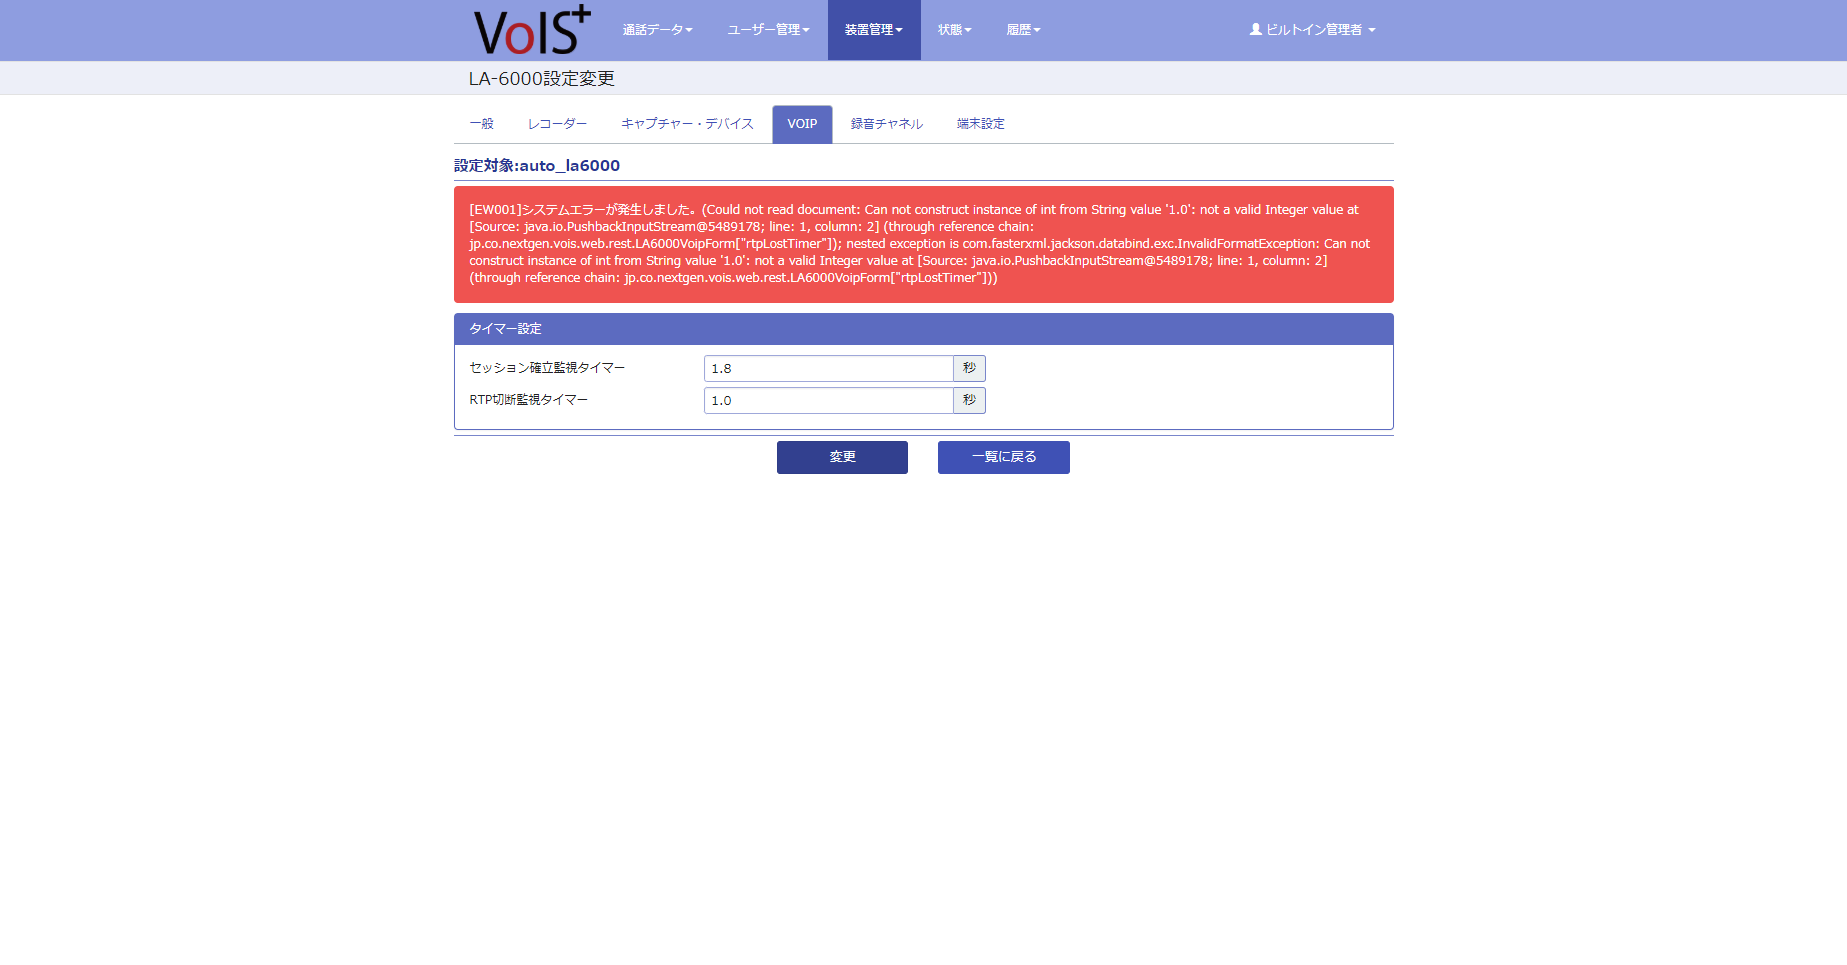 VoIS+
通話データ
ユーザー管理
装置管理
状態
履歴
ビルトイン管理者
LA-6000設定変更
一般
レコーダー
キャプチャー・デバイス
VOIP
録音チャネル
端末設定
設定対象:auto_la6000
[EW001]システムエラーが発生しました。(Could not read document: Can not construct instance of int from String value '1.0': not a valid Integer value at
[Source: java.io.PushbackInputStream@5489178; line: 1, column: 2] (through reference chain:
jp.co.nextgen.vois.web.rest.LA6000VoipForm["rtpLostTimer"]); nested exception is com.fasterxml.jackson.databind.exc.InvalidFormatException: Can not
construct instance of int from String value '1.0': not a valid Integer value at [Source: java.io.PushbackInputStream@5489178; line: 1, column: 2]
(through reference chain: jp.co.nextgen.vois.web.rest.LA6000VoipForm["rtpLostTimer"]))
タイマー設定
セッション確立監視タイマー
1.8
秒
RTP切断監視タイマー
1.0
秒
変更
一覧に戻る